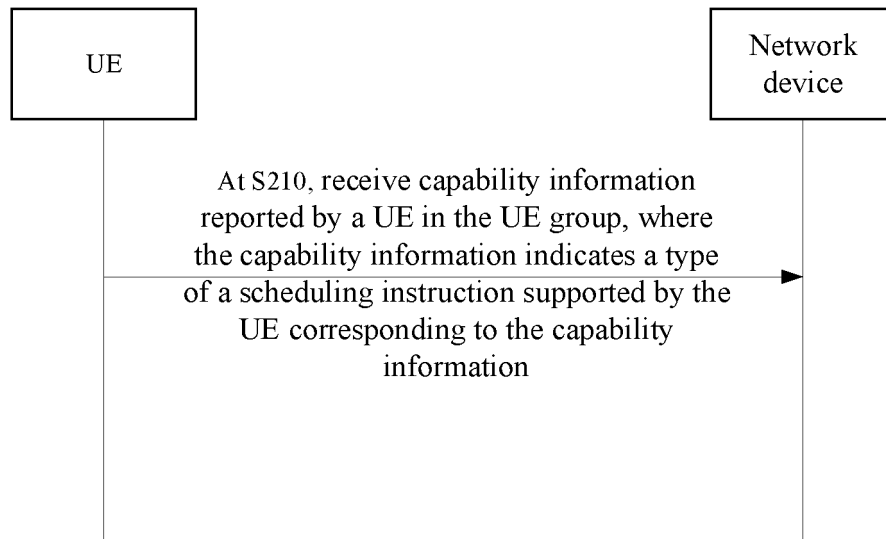 UE
Network
device
At S210, receive capability information
reported by a UE in the UE group, where
the capability information indicates a type
of a scheduling instruction supported by the
UE corresponding to the capability
information